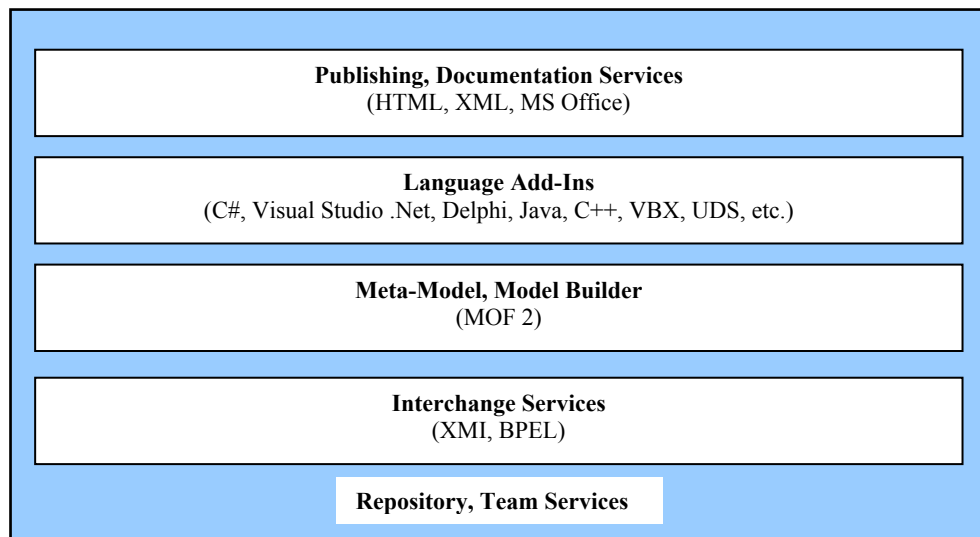 Publishing, Documentation Services
(HTML, XML, MS Office)
Language Add-Ins
(C#, Visual Studio .Net, Delphi, Java, C++, VBX, UDS, etc.)
Meta-Model, Model Builder
(MOF 2)
Interchange Services
(XMI, BPEL)
Repository, Team Services